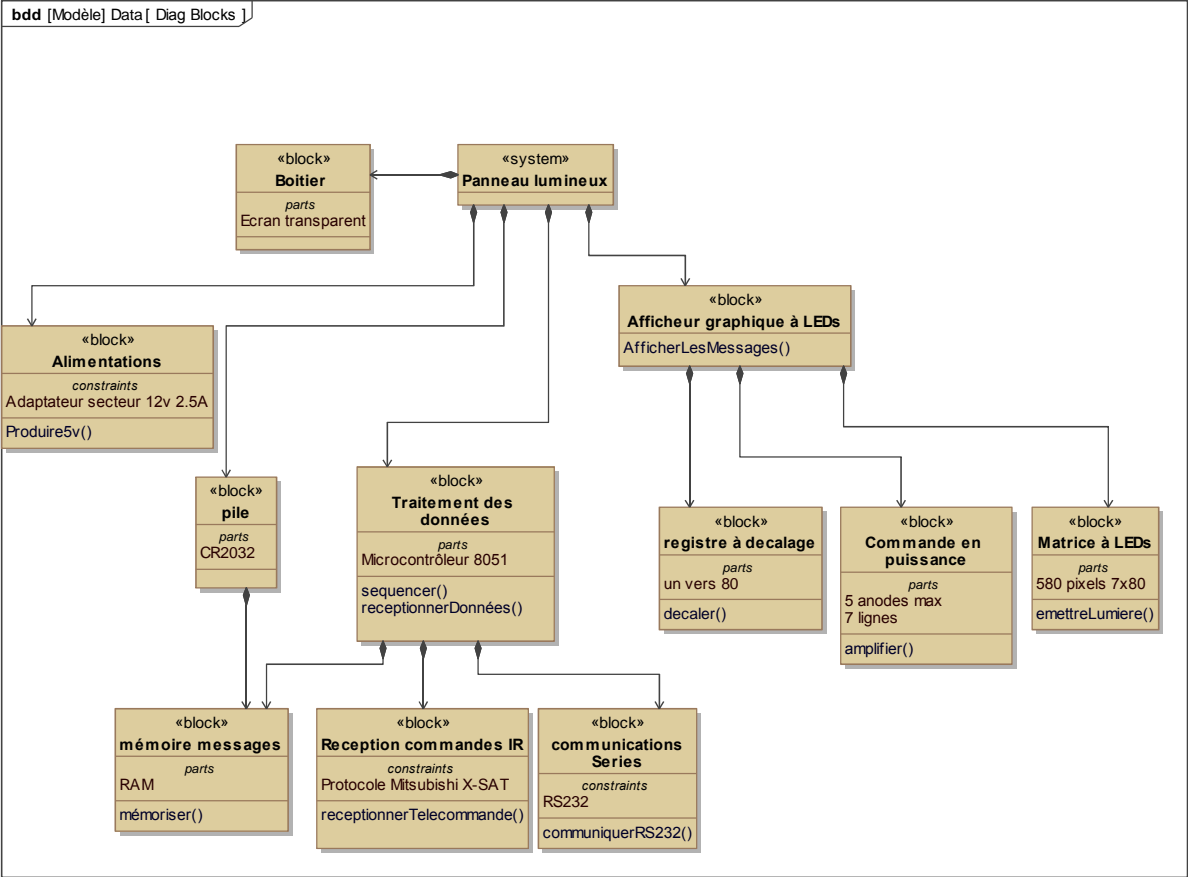 bdd [Modèle] Data [ Diag Blocks ]
«block»
Boitier
parts
Ecran transparent
«system»
Panneau lumineux
«block»
Afficheur graphique à LEDs
AfficherLesMessages()
«block»
Alimentations
constraints
Adaptateur secteur 12v 2.5A
Produire5v()
«block»
pile
parts
CR2032
«block»
Traitement des
données
parts
Microcontrôleur 8051
sequencer()
receptionnerDonnées()
«block»
registre à decalage
parts
un vers 80
decaler()
«block»
Commande en
puissance
parts
5 anodes max
7 lignes
amplifier()
«block»
Matrice à LEDs
parts
580 pixels 7x80
emettreLumiere()
«block»
mémoire messages
parts
RAM
mémoriser()
«block»
Reception commandes IR
constraints
Protocole Mitsubishi X-SAT
receptionnerTelecommande()
«block»
communications
Series
constraints
RS232
communiquerRS232()